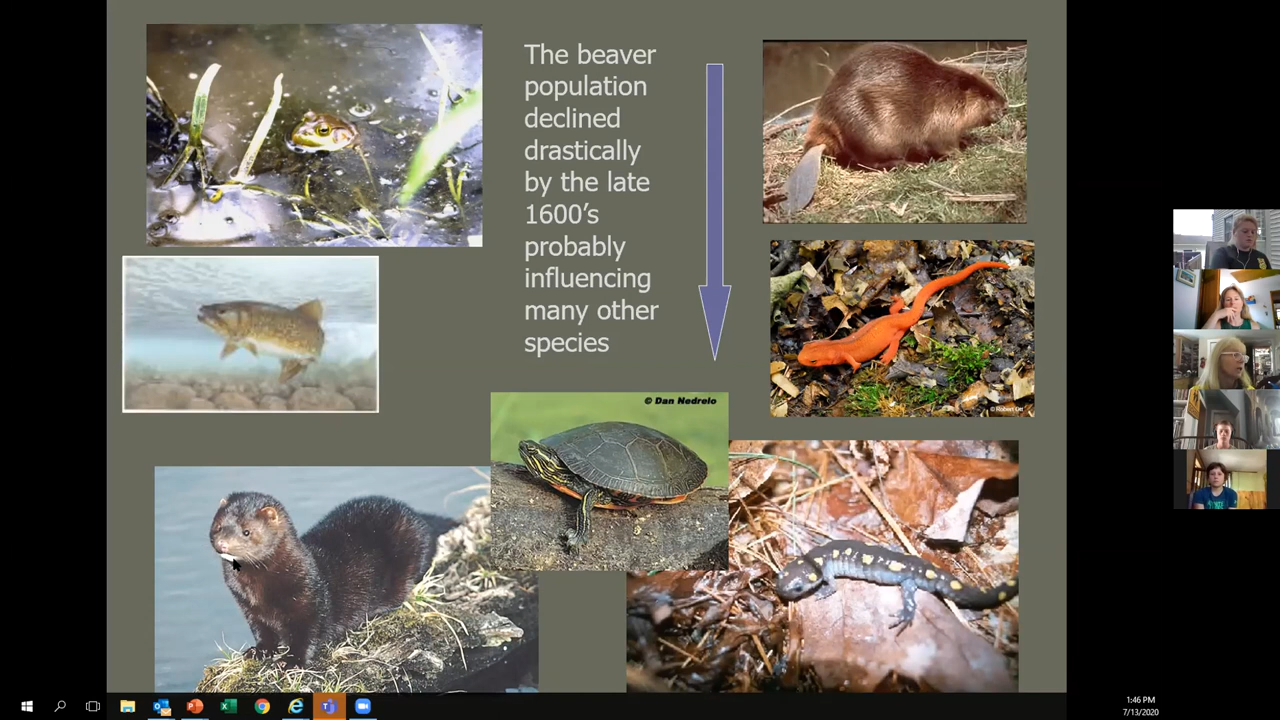 The beaver
population
declined
drastically
by the late
1600’s
probably
influencing
many other
species
© Dan Nedrelo
1:46 PM
7/13/2020